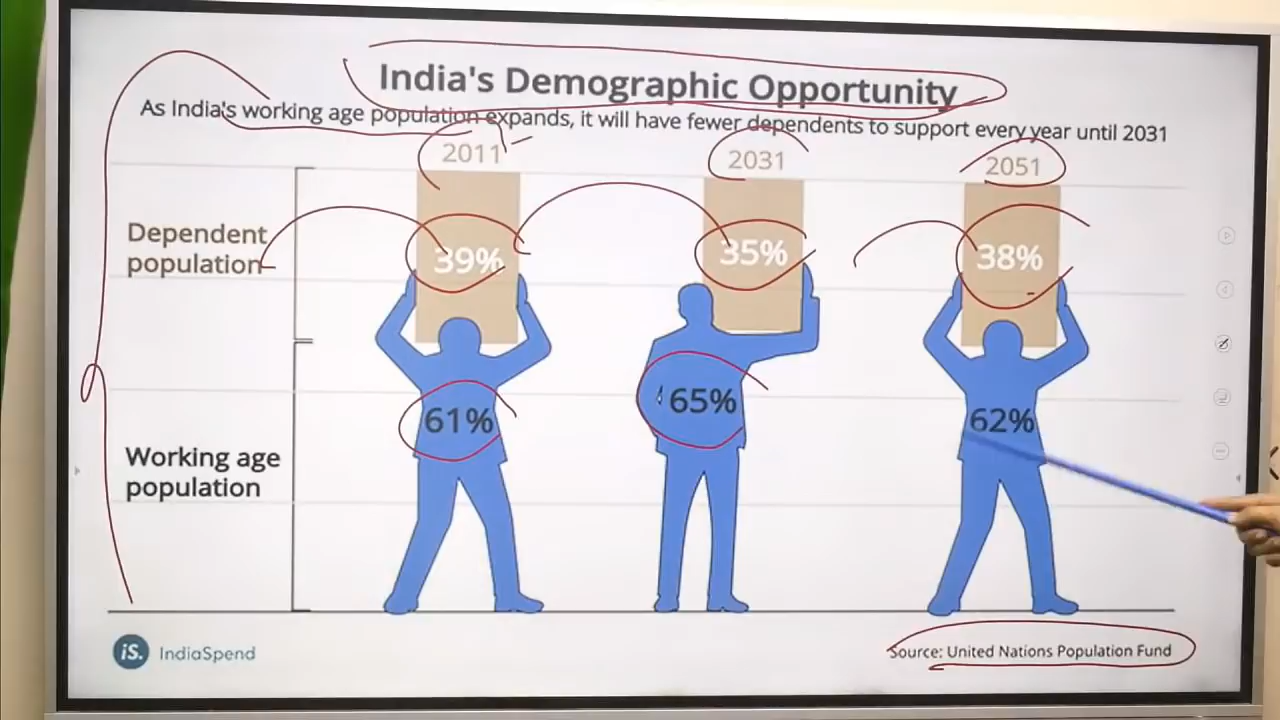 India's Demographic Opportunity
As India's working age population expands, it will have fewer dependents to support every year until 2031
2011
2031
2051
Dependent
population
39%
35%
38%
61%
65%
62%
Working age
population
iS. IndiaSpend
Source: United Nations Population Fund